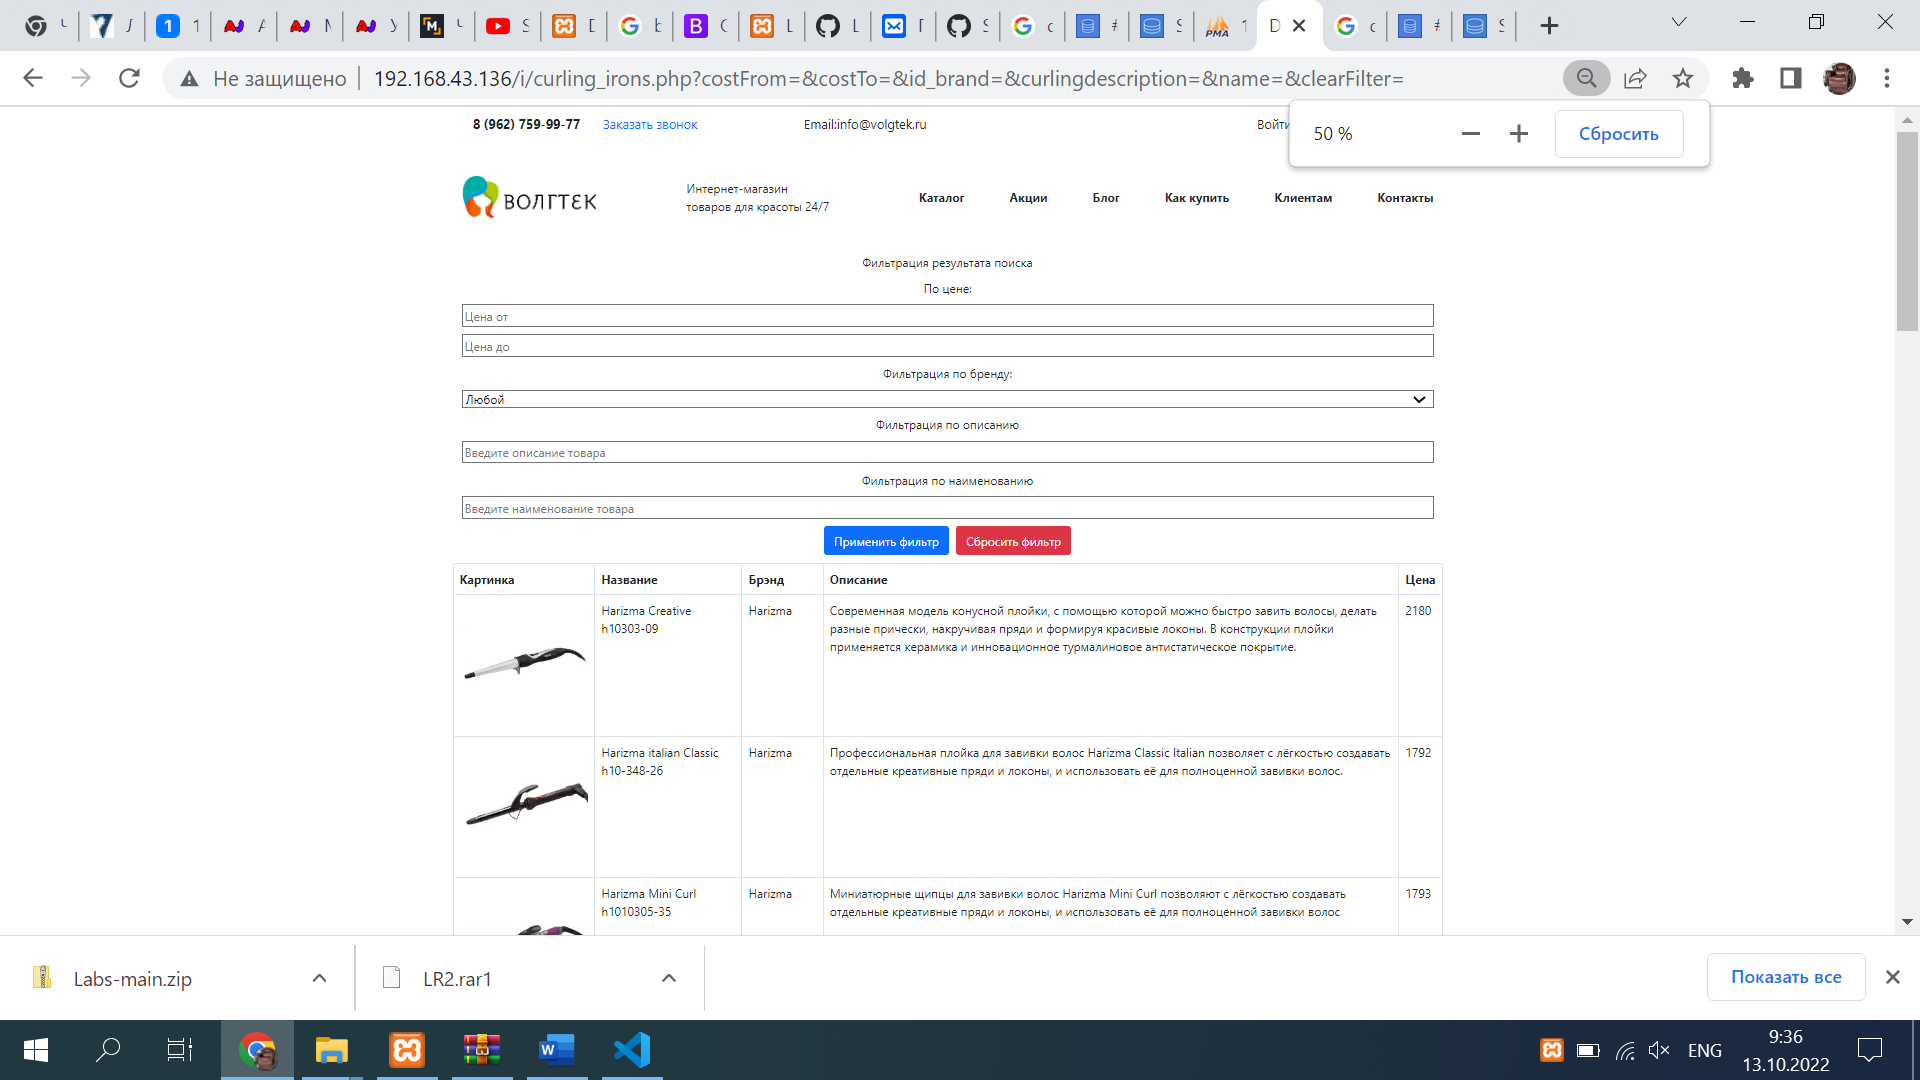 Не защищено
192.168.43.136/i/curling_irons.php?costFrom=&costTo=&id_brand=&curlingdescription=&name=&clearFilter=
50 %
Сбросить
8 (962) 759-99-77
Заказать звонок
Email:info@volgtek.ru
Войти
ВОЛГТЕК
Интернет-магазин
товаров для красоты 24/7
Каталог
Акции
Блог
Как купить
Клиентам
Контакты
Фильтрация результата поиска
По цене:
Цена от
Цена до
Фильтрация по бренду:
Любой
Фильтрация по описанию
Введите описание товара
Фильтрация по наименованию
Введите наименование товара
Применить фильтр
Сбросить фильтр
Картинка
Название
Брэнд
Описание
Цена
Harizma Creative
h10303-09
Harizma
Современная модель конусной плойки, с помощью которой можно быстро завить волосы, делать
разные прически, накручивая пряди и формируя красивые локоны. В конструкции плойки
применяется керамика и инновационное турмалиновое антистатическое покрытие.
2180
Harizma italian Classic
h10-348-26
Harizma
Профессиональная плойка для завивки волос Harizma Classic Italian позволяет с лёгкостью создавать
отдельные креативные пряди и локоны, и использовать её для полноценной завивки волос.
1792
Harizma Mini Curl
h1010305-35
Harizma
Миниатюрные щипцы для завивки волос Harizma Mini Curl позволяют с лёгкостью создавать
отдельные креативные пряди и локоны, и использовать её для полноценной завивки волос
1793
Labs-main.zip
LR2.rar1
Показать все
ENG
9:36
13.10.2022